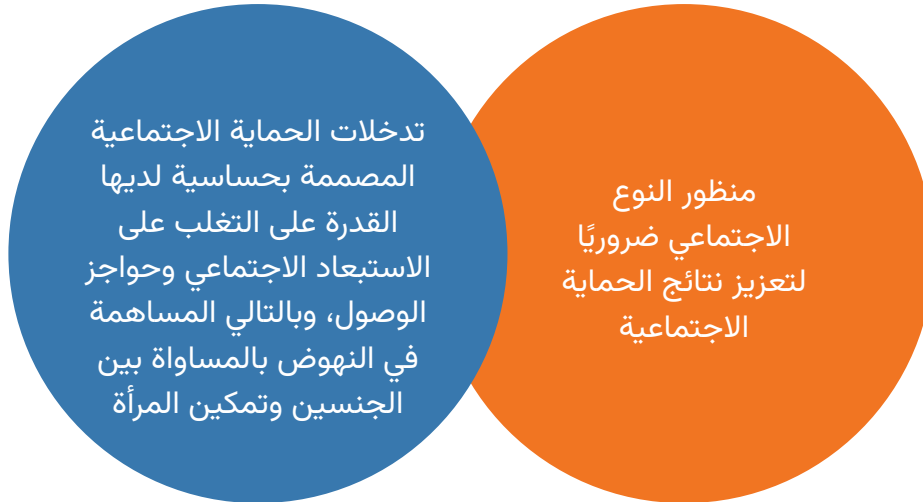 منظور النوع
الاجتماعي ضروريًا
لتعزيز نتائج الحماية
الاجتماعية
تدخلات الحماية الاجتماعية
المصممة بحساسية لديها
القدرة على التغلب على
الاستبعاد الاجتماعي وحواجز
الوصول، وبالتالي المساهمة
في النهوض بالمساواة بين
الجنسين وتمكين المرأة